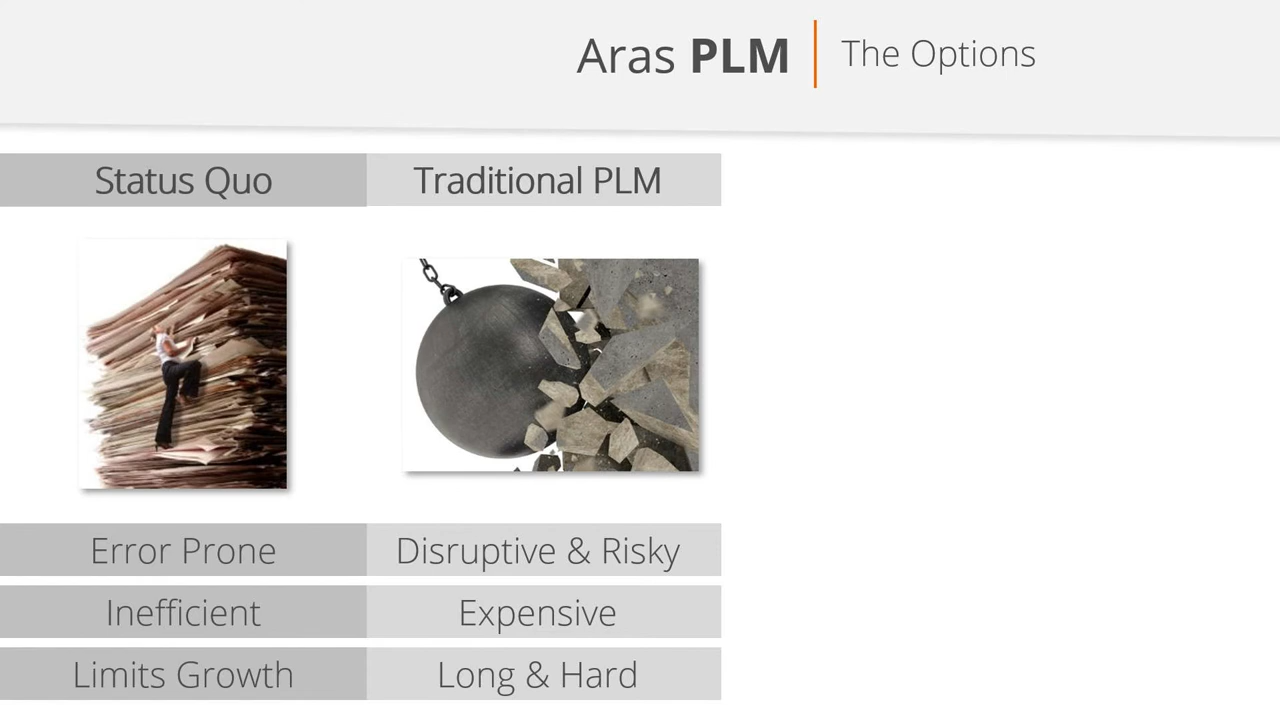 Aras PLM | The Options
Status Quo
Traditional PLM
Error Prone
Disruptive & Risky
Inefficient
Expensive
Limits Growth
Long & Hard